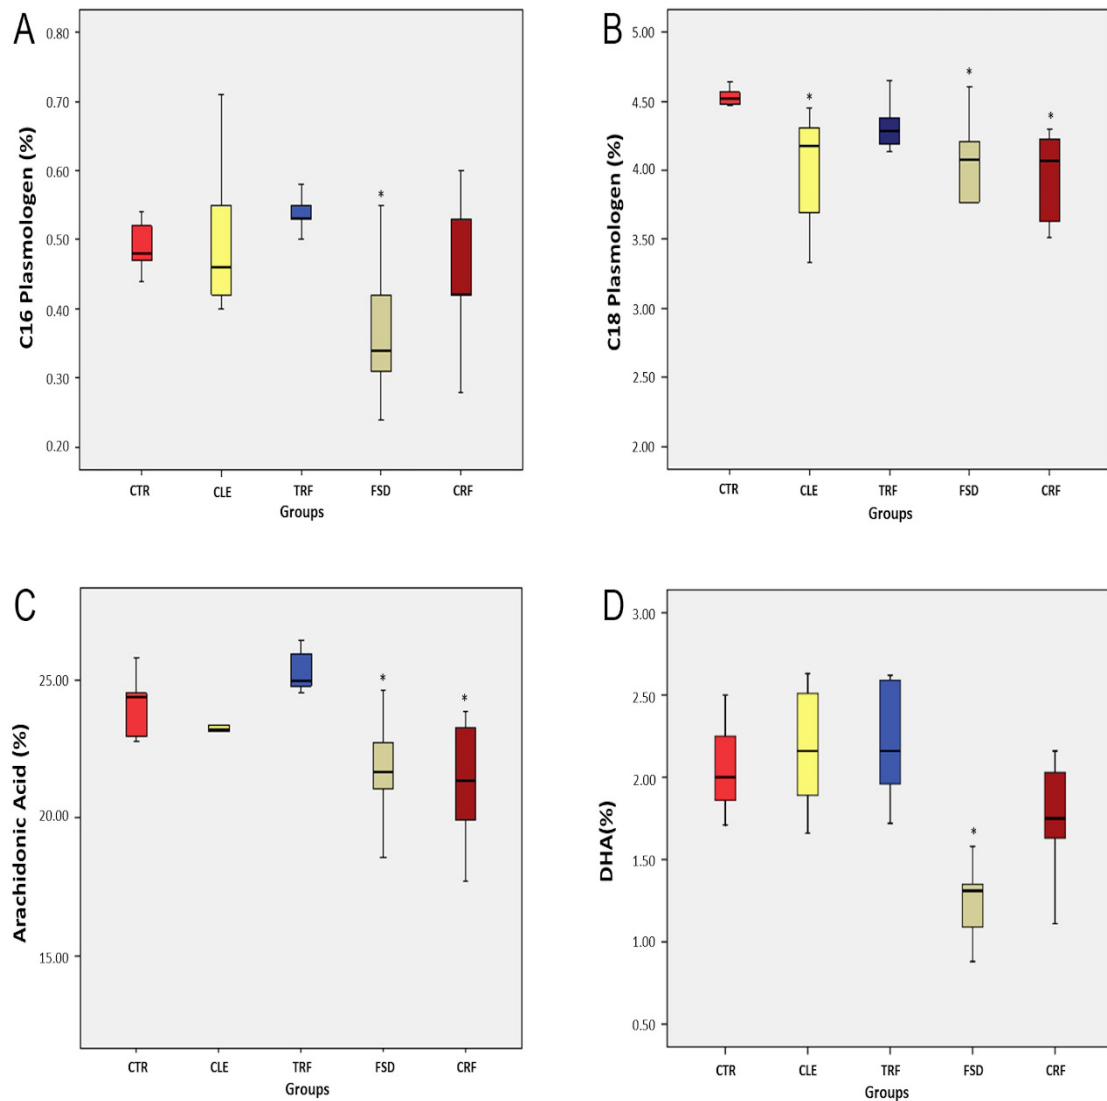 A
C16 Plasmologen (%)
0.80
0.70
0.60
0.50
0.40
0.30
0.20
*
CTR CLE TRF FSD CRF
Groups
B
C18 Plasmologen (%)
5.00
4.50
4.00
3.50
3.00
2.50
2.00
* * *
CTR CLE TRF FSD CRF
Groups
C
Arachidonic Acid (%)
25.00
20.00
15.00
* *
CTR CLE TRF FSD CRF
Groups
D
DHA(%)
3.00
2.50
2.00
1.50
1.00
0.50
*
CTR CLE TRF FSD CRF
Groups